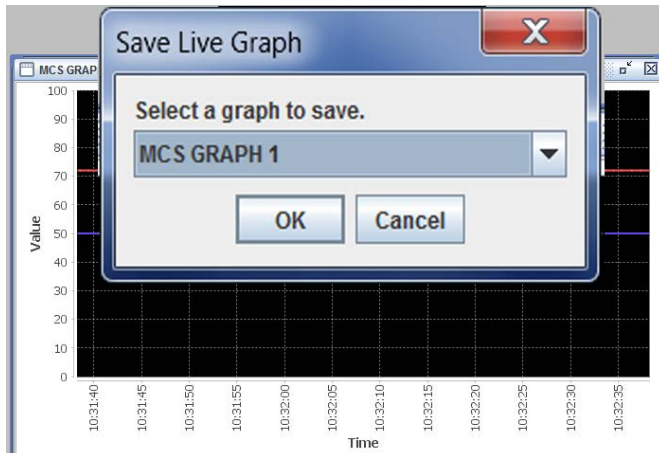 Save Live Graph
X
Select a graph to save.
MCS GRAPH 1
OK Cancel
MCS GRAP
100
90
80
70
60
50
40
30
20
10
0
Value
10:31:40 10:31:45 10:31:50 10:31:55 10:32:00 10:32:05 10:32:10 10:32:15 10:32:20 10:32:25 10:32:30 10:32:35
Time